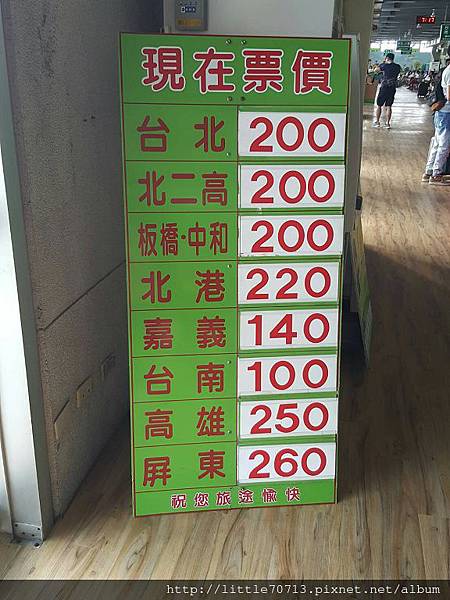 現在票價
台北 200
北二高 200
板橋·中和 200
北港 220
嘉義 140
台南 100
高雄 250
屏東 260
祝您旅途愉快
7:17
http://little70713.pixnet.net/album